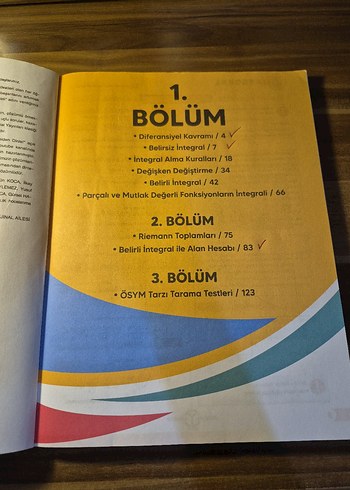 1.
BÖLÜM
• Diferansiyel Kavramı / 4
• Belirsiz İntegral / 7
• İntegral Alma Kuralları / 18
• Değişken Değiştirme / 34
• Belirli İntegral / 42
• Parçalı ve Mutlak Değerli Fonksiyonların İntegrali / 66
2. BÖLÜM
• Riemann Toplamları / 75
• Belirli İntegral ile Alan Hesabı / 83
3. BÖLÜM
• ÖSYM Tarzı Tarama Testleri / 123